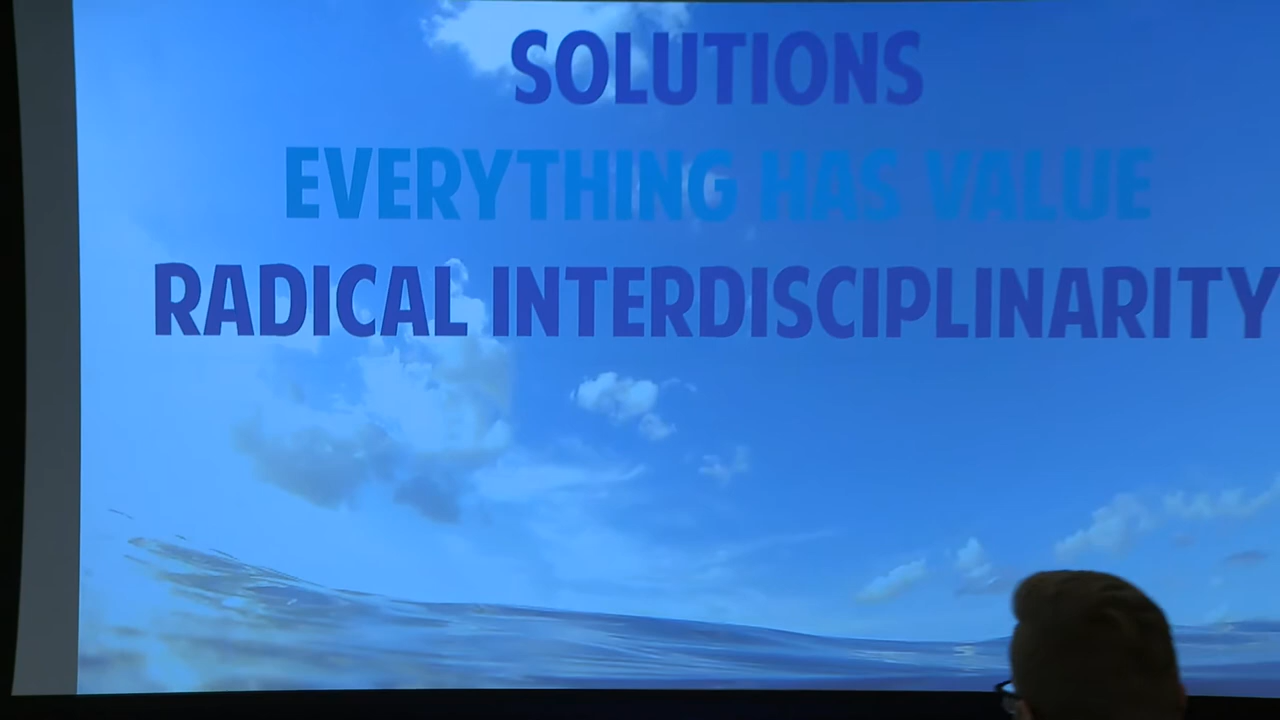 SOLUTIONS
EVERYTHING HAS VALUE
RADICAL INTERDISCIPLINARITY